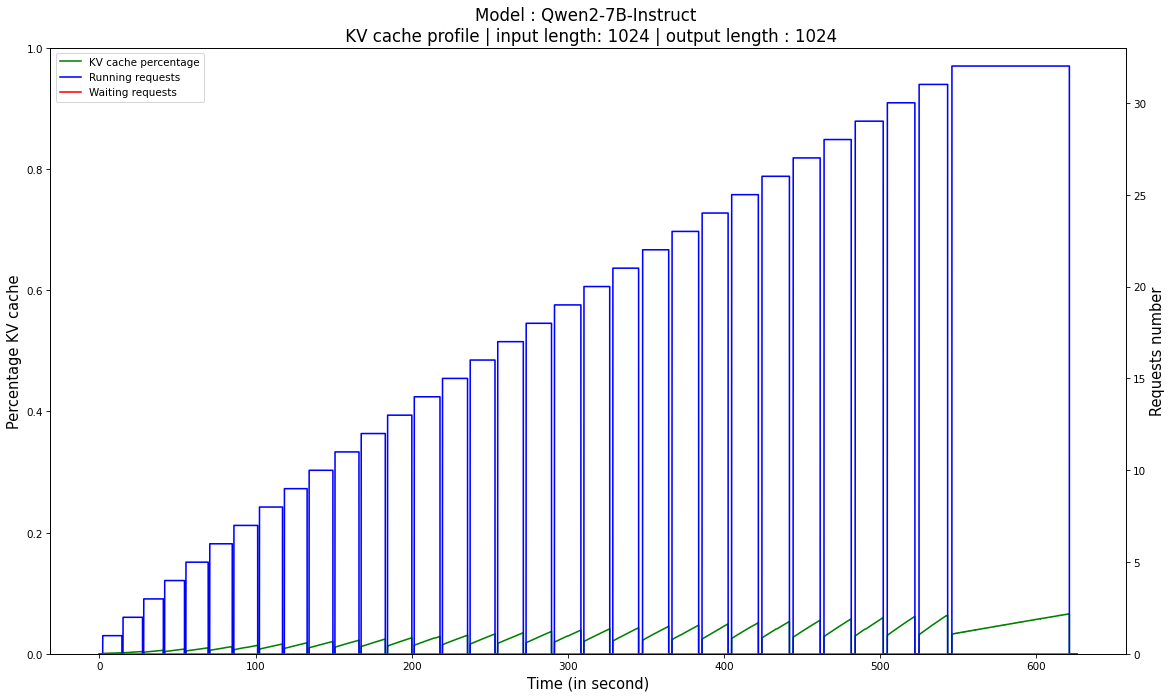 Model : Qwen2-7B-Instruct
KV cache profile | input length: 1024 | output length : 1024
KV cache percentage
Running requests
Waiting requests
Percentage KV cache
1.0
0.8
0.6
0.4
0.2
0.0
Requests number
30
25
20
15
10
5
0
0
100
200
300
400
500
600
Time (in second)